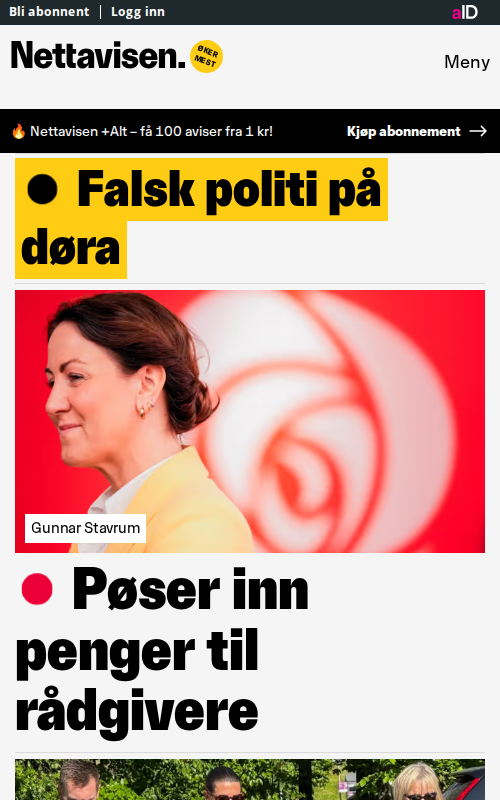 Bli abonnent
Logg inn
aID
Nettavisen.
ØKER
MEST
Meny
🔥 Nettavisen +Alt – få 100 aviser fra 1 kr!
Kjøp abonnement →
Falsk politi på
døra
Gunnar Stavrum
Pøser inn
penger til
rådgivere